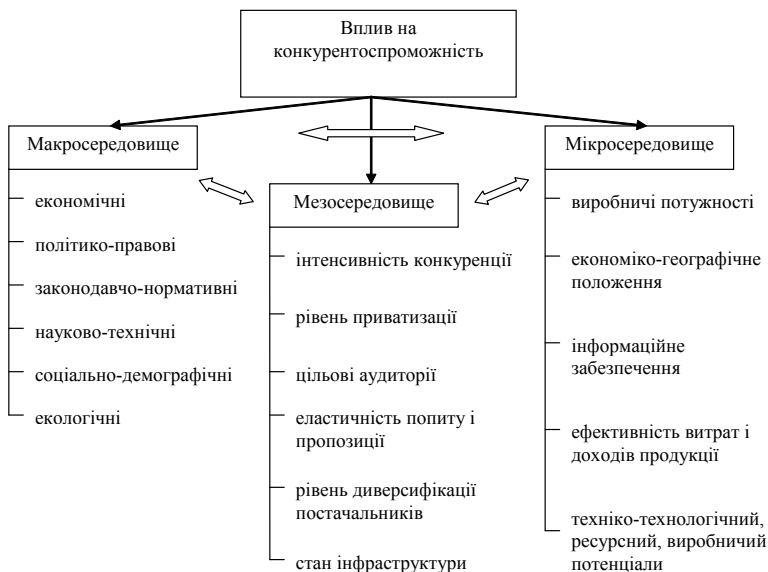 Вплив на
конкурентоспроможність
Макросередовище
економічні
політико-правові
законодавчо-нормативні
науково-технічні
соціально-демографічні
екологічні
Мезосередовище
інтенсивність конкуренції
рівень приватизації
цільові аудиторії
еластичність попиту і
пропозиції
рівень диверсифікації
постачальників
стан інфраструктури
Мікросередовище
виробничі потужності
економіко-географічне
положення
інформаційне
забезпечення
ефективність витрат і
доходів продукції
техніко-технологічний,
ресурсний, виробничий
потенціали